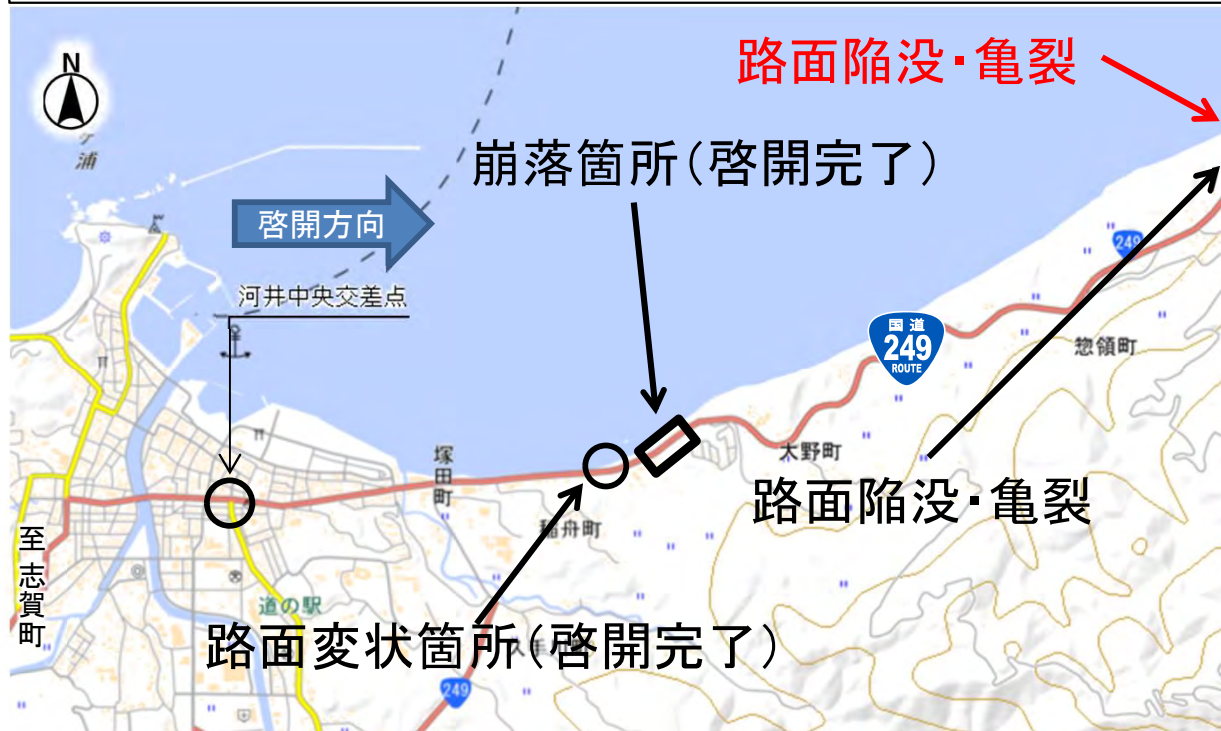 路面陥没・亀裂
N
ケ
浦
崩落箇所(啓開完了)
啓開方向
249
河井中央交差点
国道
249
ROUTE
惣領町
塚田町
太野町
路面陥没・亀裂
稲舟町
至 志賀町
道の駅
路面変状箇所(啓開完了)
249